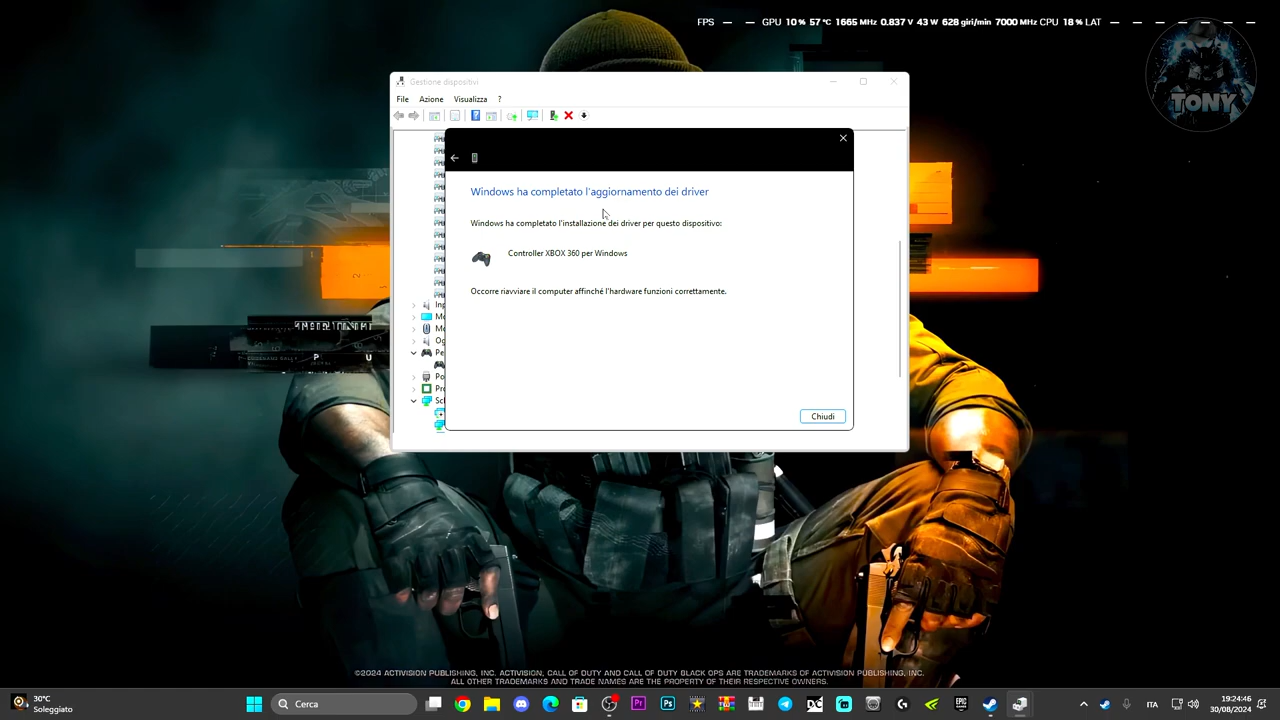 FPS — — GPU 10 % 57 °C 1665 MHz 0.837 V 43 W 628 giri/min 7000 MHz CPU 18 % LAT — — — — — —
TONY
Gestione dispositivi
File Azione Visualizza ?
Windows ha completato l'aggiornamento dei driver
Windows ha completato l'installazione dei driver per questo dispositivo:
Controller XBOX 360 per Windows
Occorre riavviare il computer affinché l'hardware funzioni correttamente.
Chiudi
©2024 ACTIVISION PUBLISHING, INC. ACTIVISION, CALL OF DUTY AND CALL OF DUTY BLACK OPS ARE TRADEMARKS OF ACTIVISION PUBLISHING, INC.
ALL OTHER TRADEMARKS AND TRADE NAMES ARE THE PROPERTY OF THEIR RESPECTIVE OWNERS.
30°C
Soleggiato
Cerca
ITA
19:24:46
30/08/2024